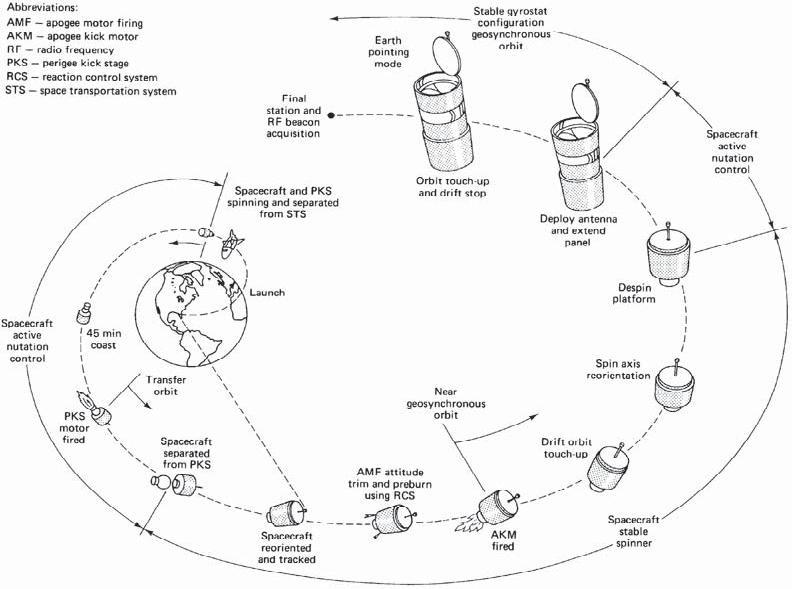 Abbreviations:
AMF — apogee motor firing
AKM — apogee kick motor
RF — radio frequency
PKS — perigee kick stage
RCS — reaction control system
STS — space transportation system
Stable gyrostat
configuration
geosynchronous
orbit
Earth
pointing
mode
Final
station and
RF beacon
acquisition
Orbit touch-up
and drift stop
Deploy antenna
and extend
panel
Spacecraft
active
nutation
control
Spacecraft and PKS
spinning and separated
from STS
Launch
Despin
platform
Spacecraft
active
nutation
control
45 min
coast
Transfer
orbit
PKS
motor
fired
Spacecraft
separated
from PKS
Spacecraft
reoriented
and tracked
AMF attitude
trim and preburn
using RCS
Near
geosynchronous
orbit
AKM
fired
Drift orbit
touch-up
Spin axis
reorientation
Spacecraft
stable
spinner